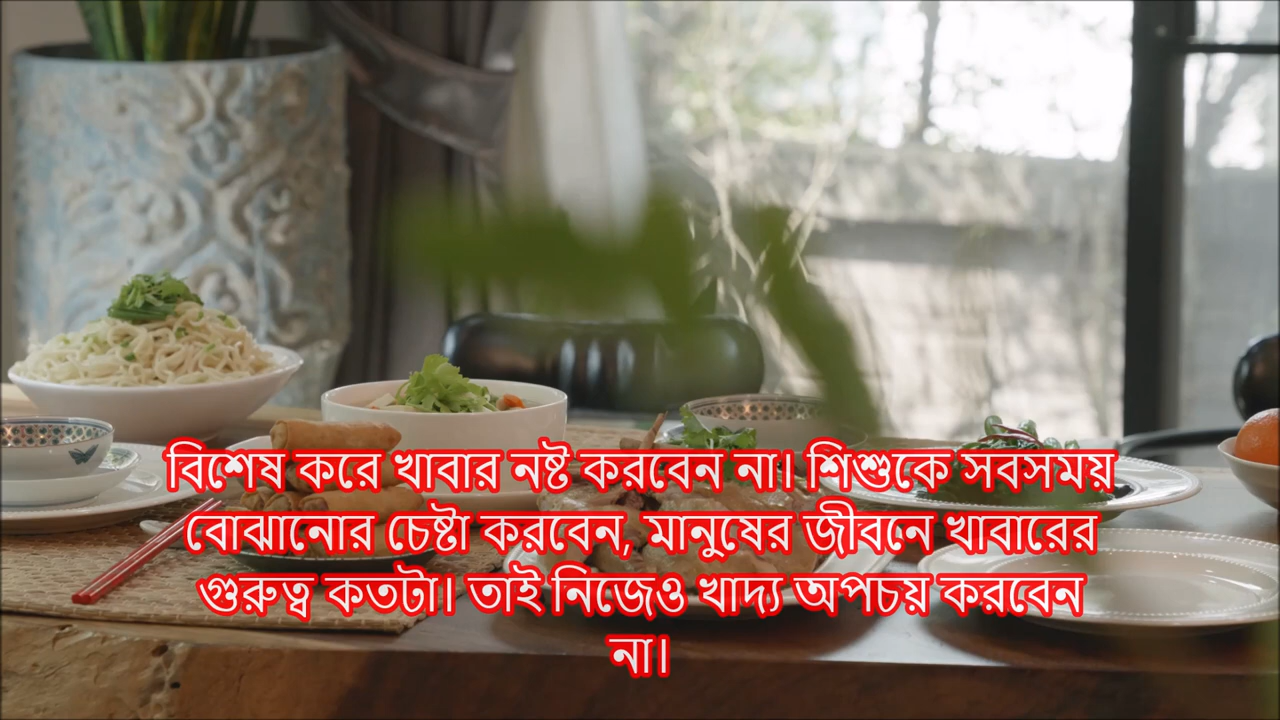 বিশেষ করে খাবার নষ্ট করবেন না। শিশুকে সবসময়
বোঝানোর চেষ্টা করবেন, মানুষের জীবনে খাবারের
গুরুত্ব কতটা। তাই নিজেও খাদ্য অপচয় করবেন
না।